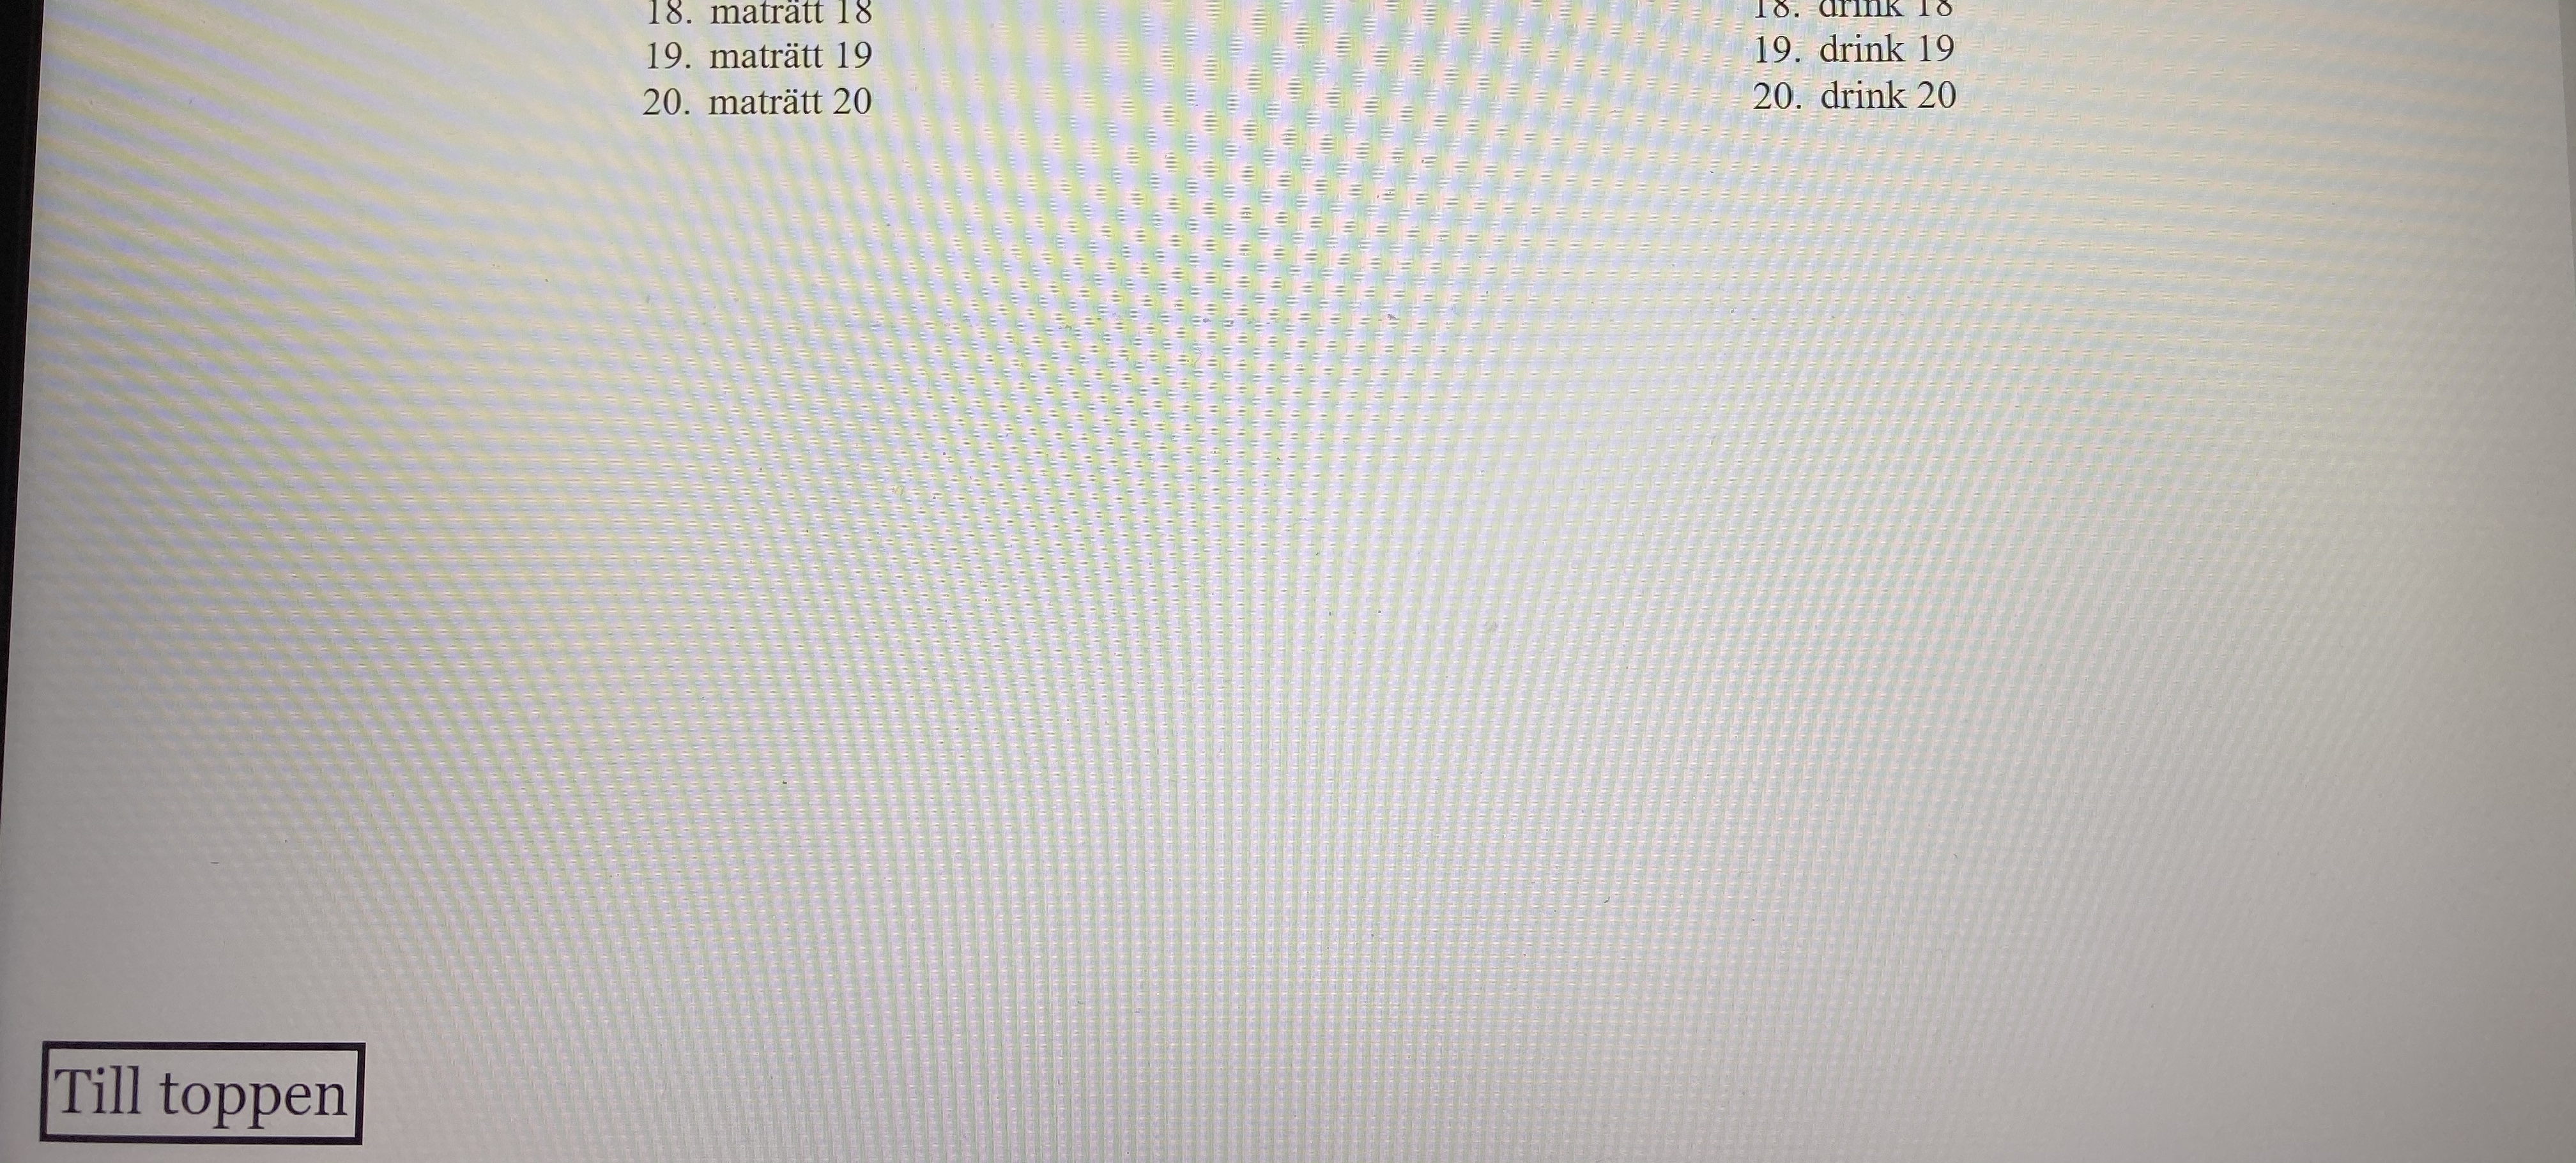 18. maträtt 18
19. maträtt 19
20. maträtt 20
18. drink 18
19. drink 19
20. drink 20
Till toppen